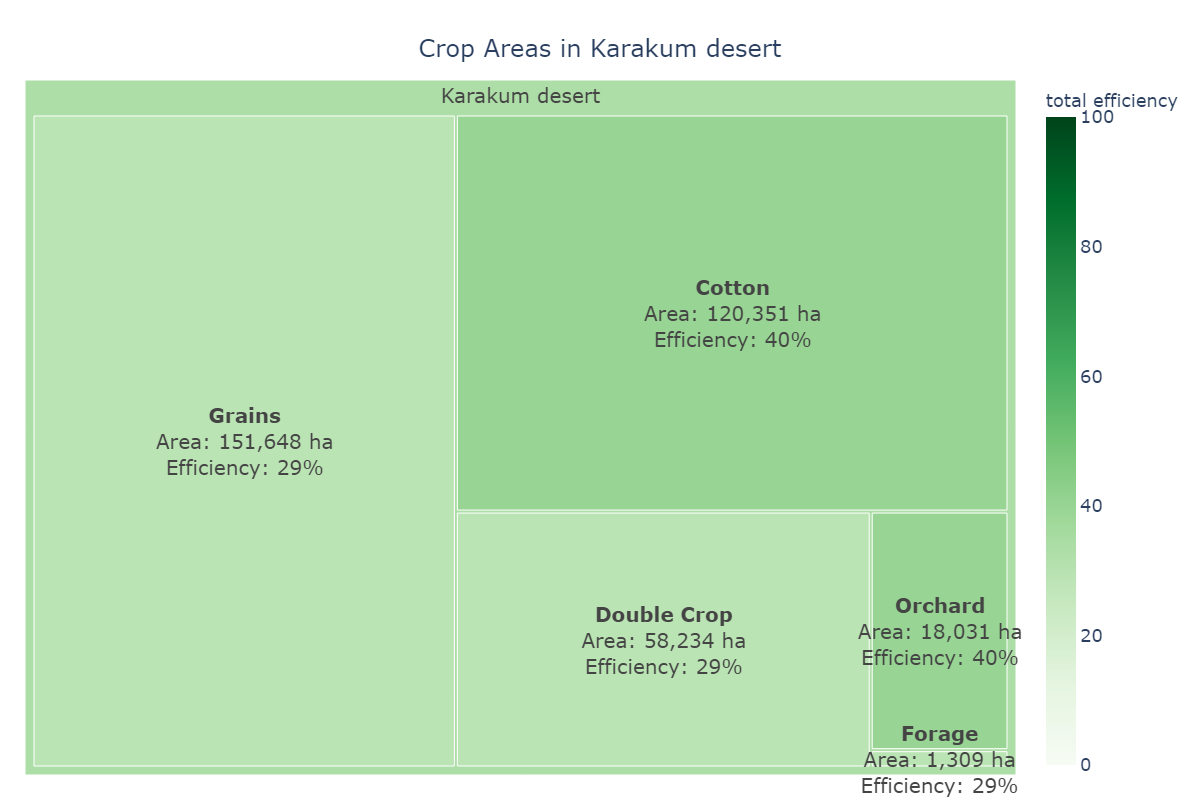 Crop Areas in Karakum desert
Karakum desert
Grains
Area: 151,648 ha
Efficiency: 29%
Cotton
Area: 120,351 ha
Efficiency: 40%
Double Crop
Area: 58,234 ha
Efficiency: 29%
Orchard
Area: 18,031 ha
Efficiency: 40%
Forage
Area: 1,309 ha
Efficiency: 29%
total efficiency
100
80
60
40
20
0